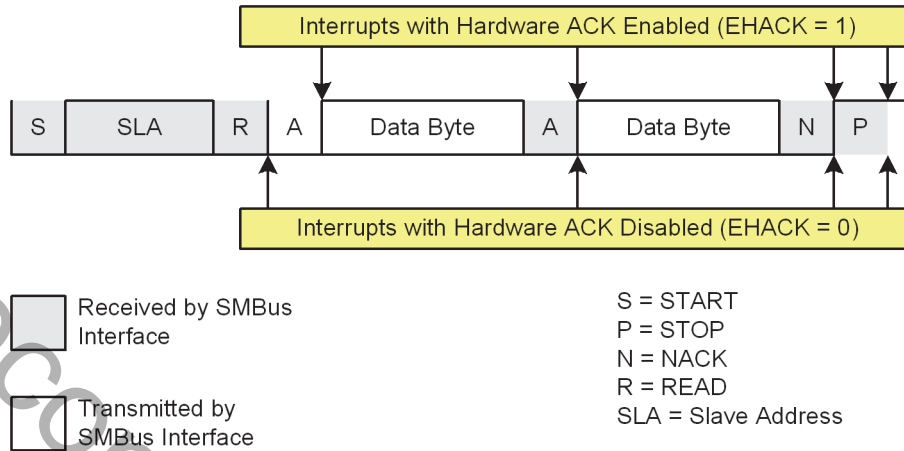 Interrupts with Hardware ACK Enabled (EHACK = 1)
S SLA R A Data Byte A Data Byte N P
Interrupts with Hardware ACK Disabled (EHACK = 0)
Received by SMBus
Interface
Transmitted by
SMBus Interface
S = START
P = STOP
N = NACK
R = READ
SLA = Slave Address